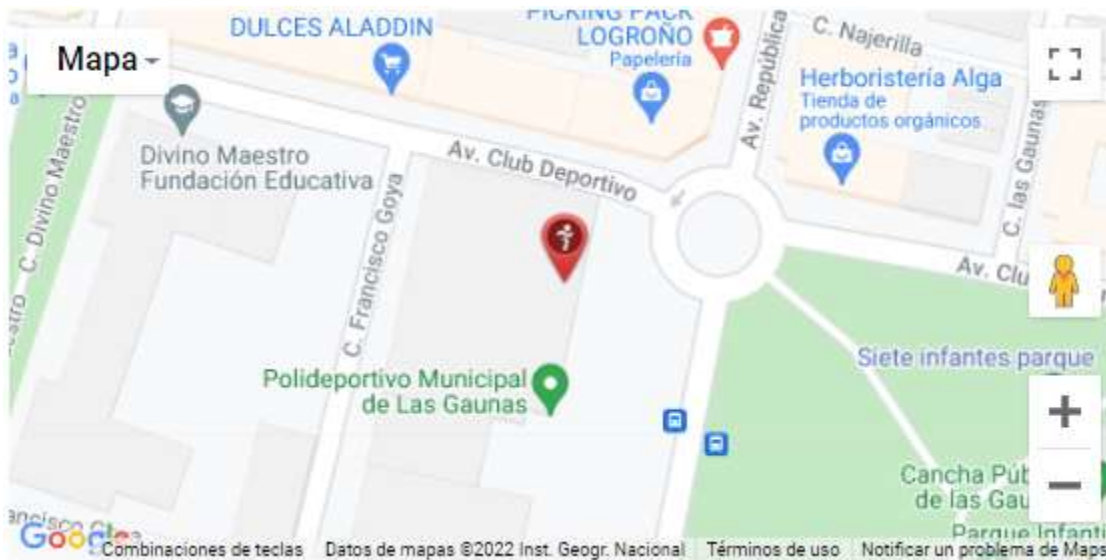 DULCES ALADDIN
PICKING PACK
LOGROÑO
Papelería
C. Najerilla
Mapa
Av. República
Herboristería Alga
Tienda de
productos orgánicos
Divino Maestro
Fundación Educativa
Av. Club Deportivo
C. las Gaunas
C. Divino Maestro
C. Francisco Goya
Av. Clu
Siete infantes parque
Polideportivo Municipal
de Las Gaunas
Cancha Púb
de las Gau
Parque Infanti
Google
Combinaciones de teclas Datos de mapas ©2022 Inst. Geogr. Nacional Términos de uso Notificar un problema de Maps